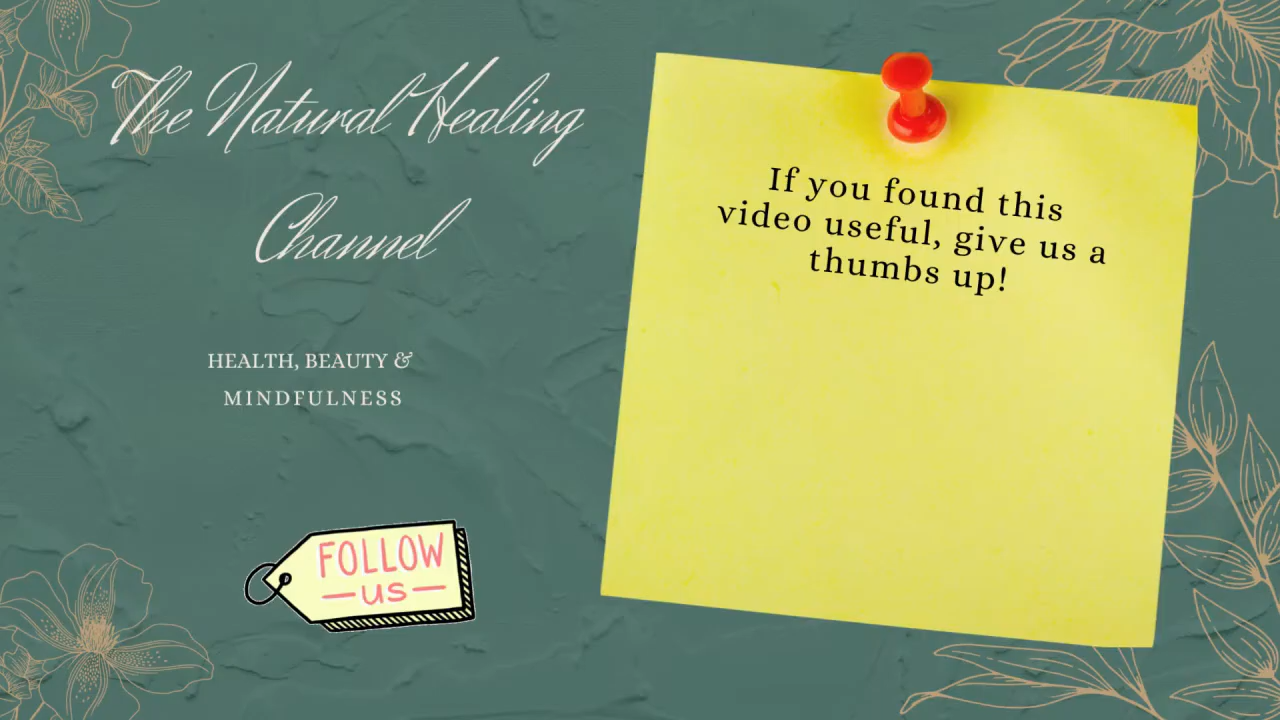 The Natural Healing
Channel
HEALTH, BEAUTY &
MINDFULNESS
FOLLOW
us
If you found this
video useful, give us a
thumbs up!